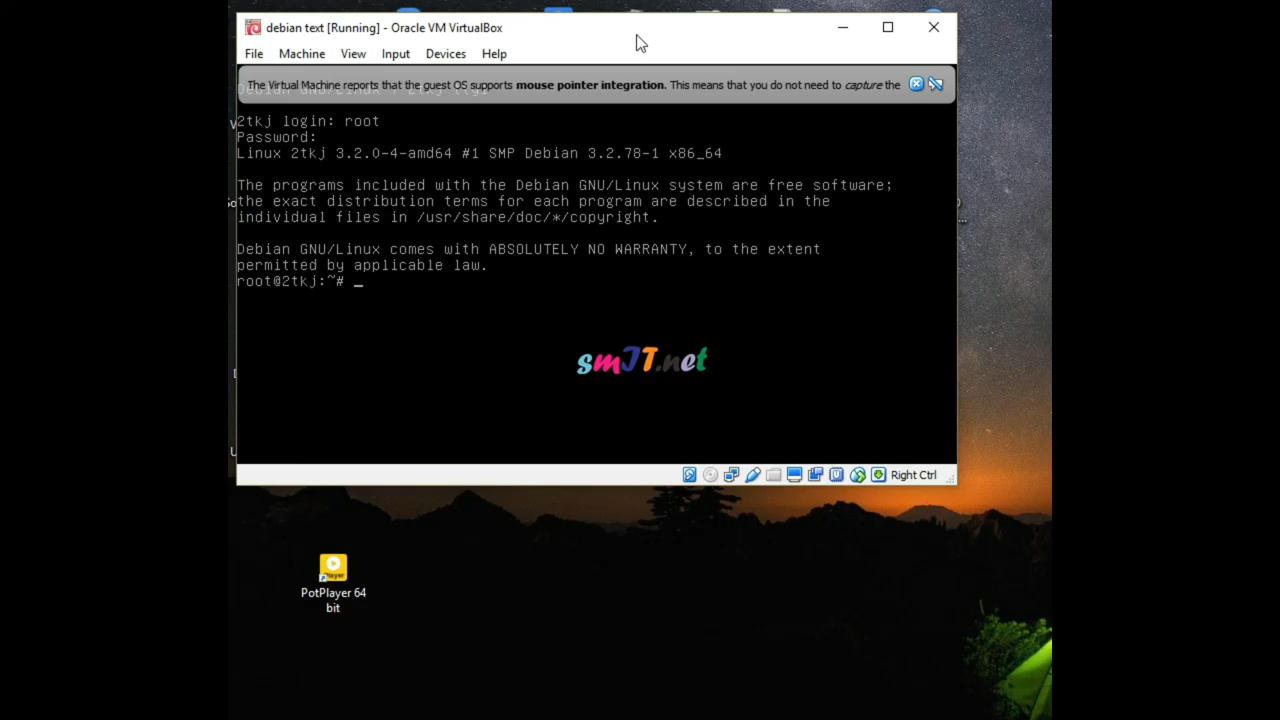 debian text [Running] - Oracle VM VirtualBox
File Machine View Input Devices Help
The Virtual Machine reports that the guest OS supports mouse pointer integration. This means that you do not need to capture the
2tkj login: root
Password:
Linux 2tkj 3.2.0-4-amd64 #1 SMP Debian 3.2.78-1 x86_64
The programs included with the Debian GNU/Linux system are free software;
the exact distribution terms for each program are described in the
individual files in /usr/share/doc/*/copyright.
Debian GNU/Linux comes with ABSOLUTELY NO WARRANTY, to the extent
permitted by applicable law.
root@2tkj:~# _
smIT.net
Right Ctrl
PotPlayer 64
bit